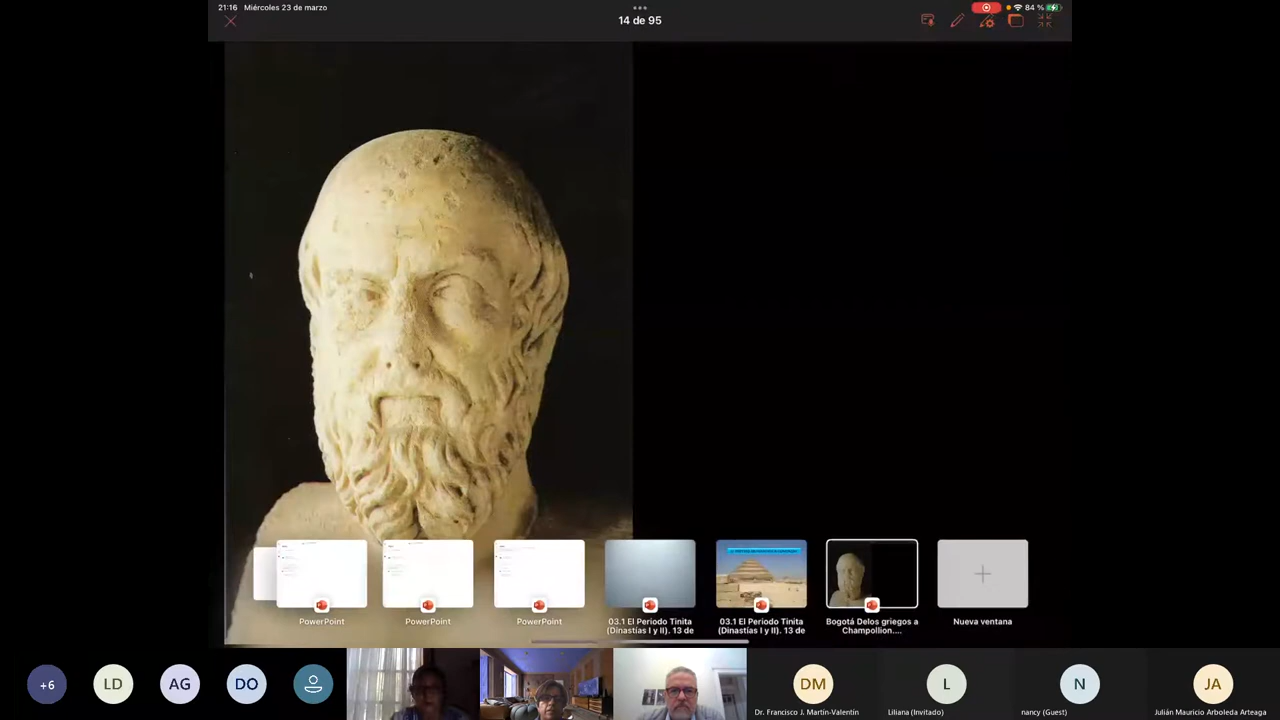 21:16 Miércoles 23 de marzo
84 %
14 de 95
PowerPoint
PowerPoint
PowerPoint
03.1 El Periodo Tinita
(Dinastías I y II). 13 de
03.1 El Periodo Tinita
(Dinastías I y II). 13 de
Bogotá Delos griegos a
Champollion....
Nueva ventana
+6
LD
AG
DO
DM
L
N
JA
Dr. Francisco J. Martín-Valentín
Liliana (Invitado)
nancy (Guest)
Julián Mauricio Arboleda Arteaga